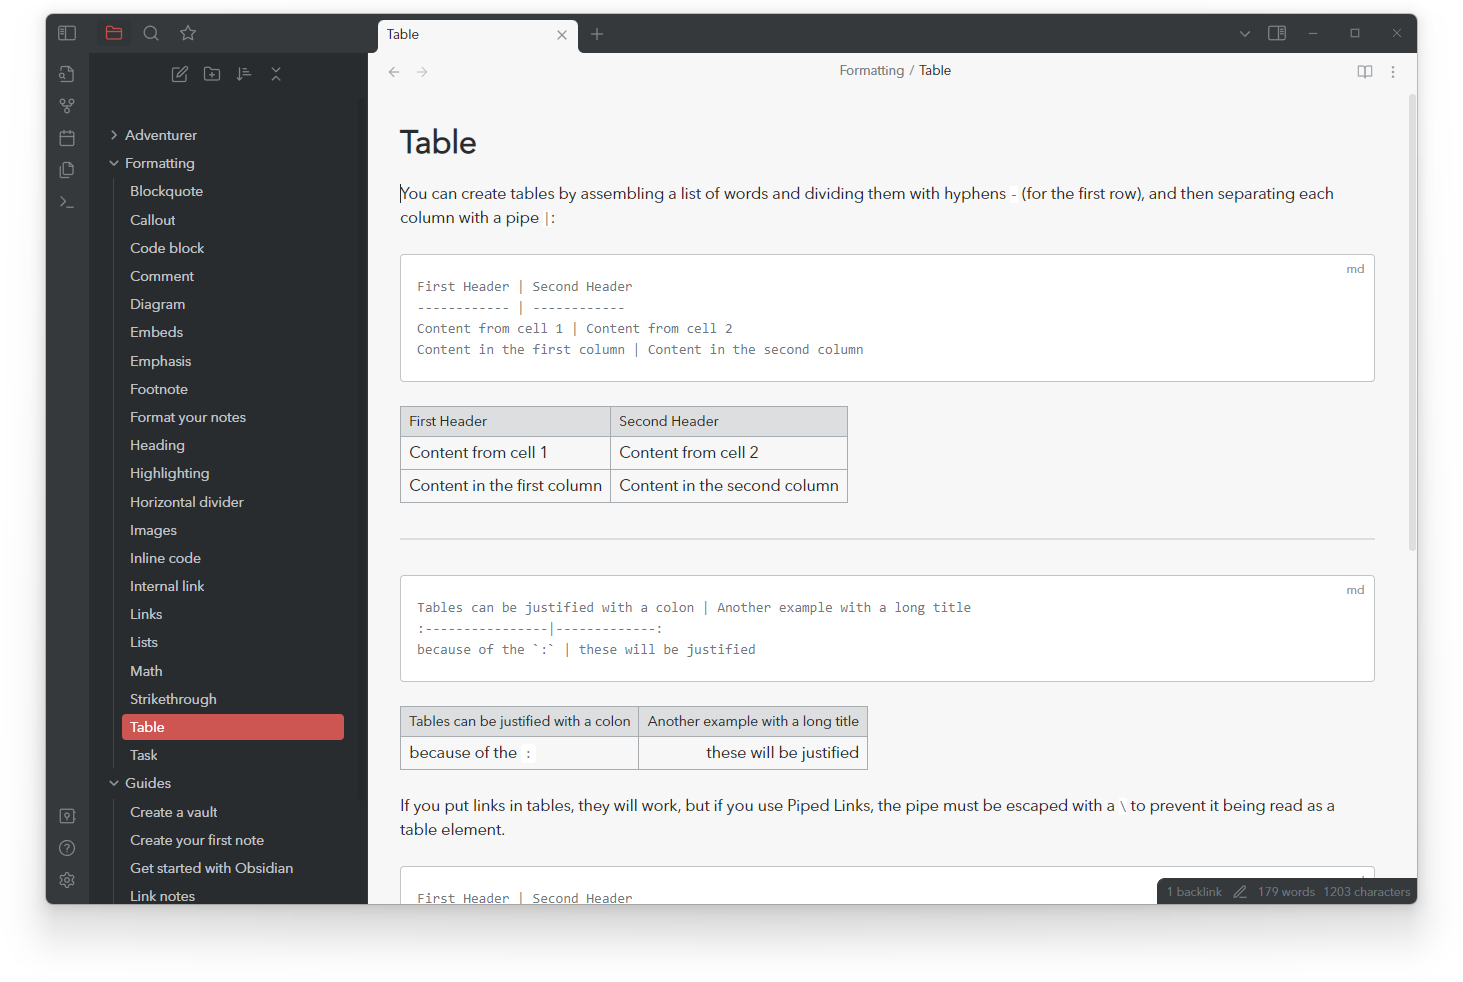 Table
Formatting / Table
Adventurer
Formatting
Blockquote
Callout
Code block
Comment
Diagram
Embeds
Emphasis
Footnote
Format your notes
Heading
Highlighting
Horizontal divider
Images
Inline code
Internal link
Links
Lists
Math
Strikethrough
Table
Task
Guides
Create a vault
Create your first note
Get started with Obsidian
Link notes
Table
You can create tables by assembling a list of words and dividing them with hyphens - (for the first row), and then separating each
column with a pipe |:
md
First Header | Second Header
------------ | ------------
Content from cell 1 | Content from cell 2
Content in the first column | Content in the second column
First Header Second Header
Content from cell 1 Content from cell 2
Content in the first column Content in the second column
md
Tables can be justified with a colon | Another example with a long title
:----------------|-------------:
because of the `:` | these will be justified
Tables can be justified with a colon Another example with a long title
because of the : these will be justified
If you put links in tables, they will work, but if you use Piped Links, the pipe must be escaped with a \ to prevent it being read as a
table element.
First Header | Second Header
1 backlink 179 words 1203 characters